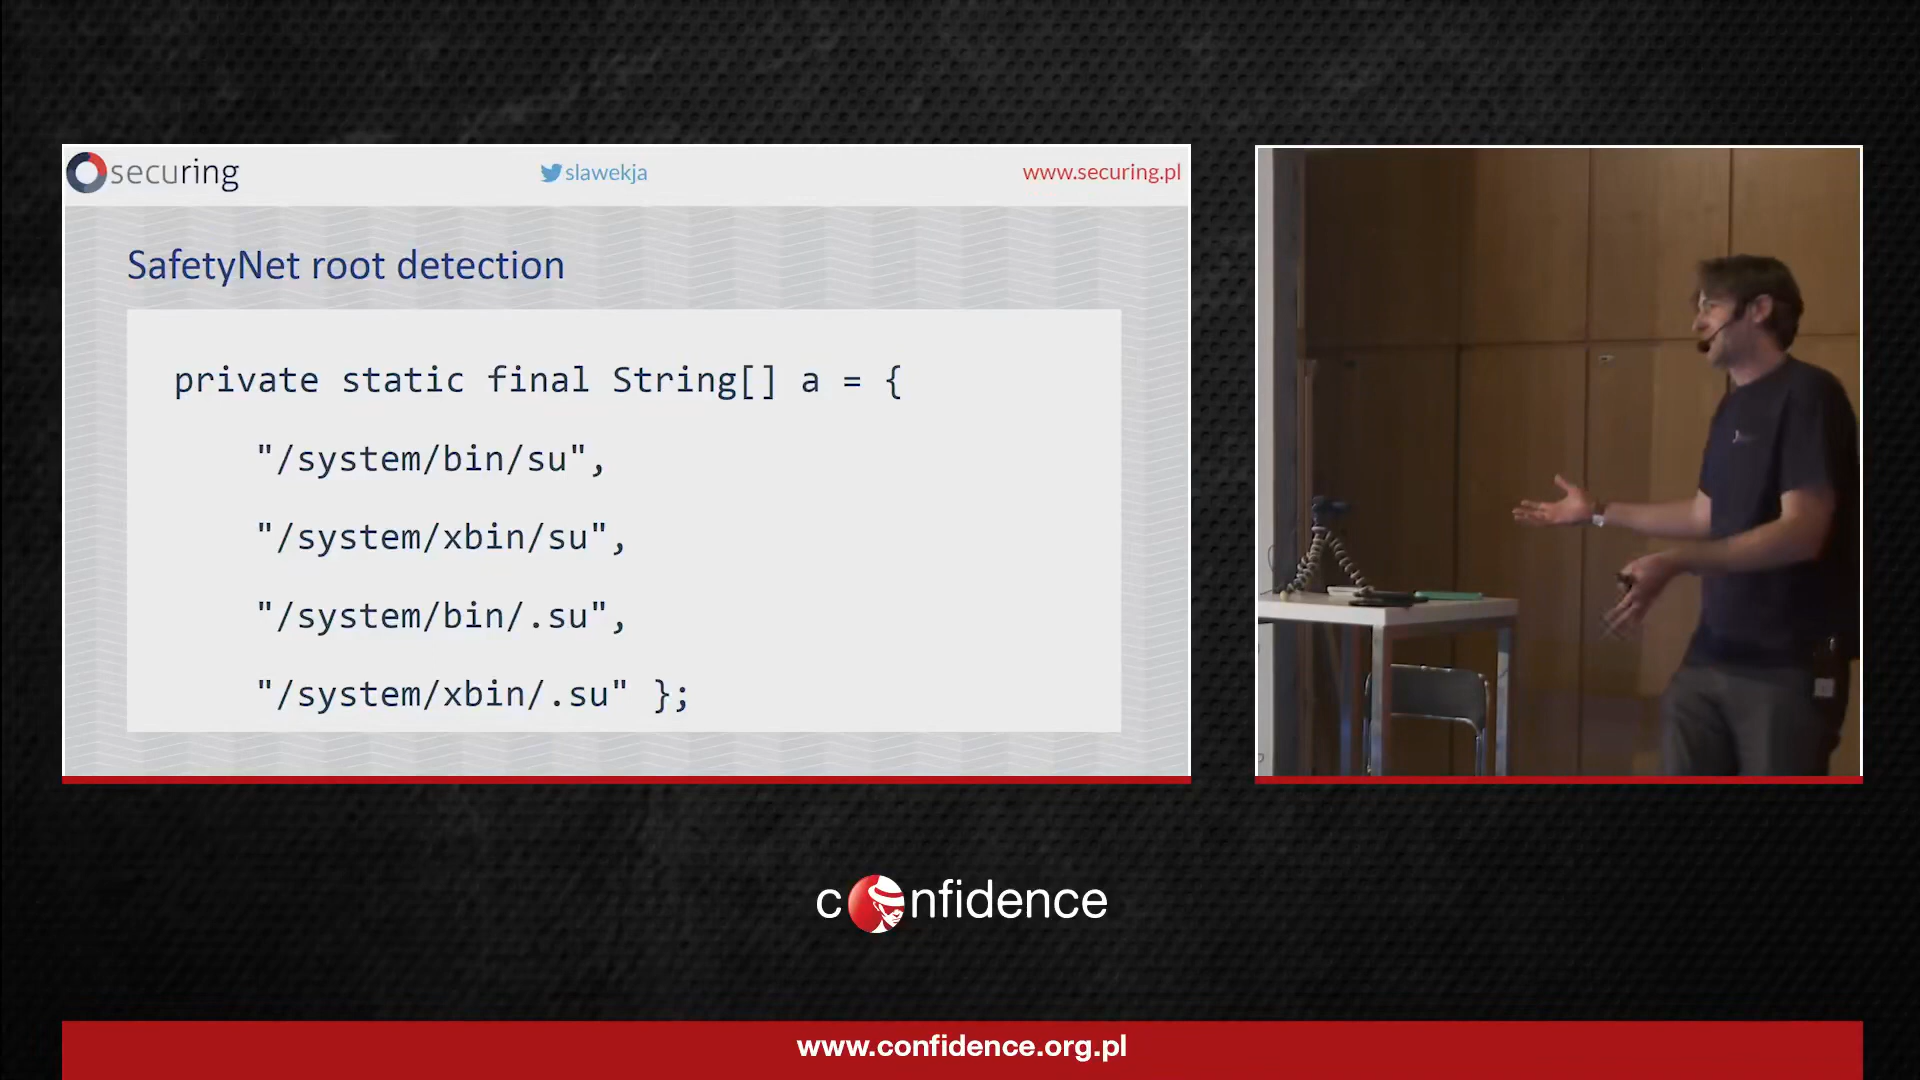 securing
slawekja
www.securing.pl
SafetyNet root detection
private static final String[] a = {
"/system/bin/su",
"/system/xbin/su",
"/system/bin/.su",
"/system/xbin/.su" };
confidence
www.confidence.org.pl